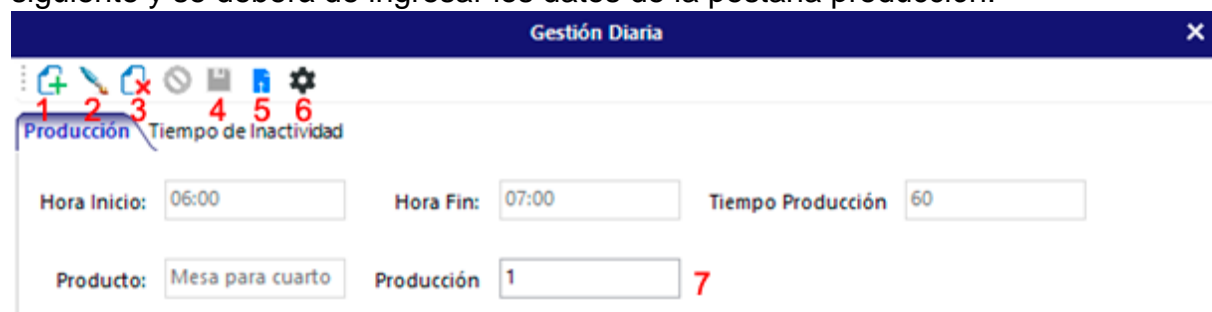 siguiente y se deberá de ingresar los datos de la pestaña producción.
Gestión Diaria
1 2 3 4 5 6
Producción Tiempo de Inactividad
Hora Inicio: 06:00 Hora Fin: 07:00 Tiempo Producción 60
Producto: Mesa para cuarto Producción 1 7